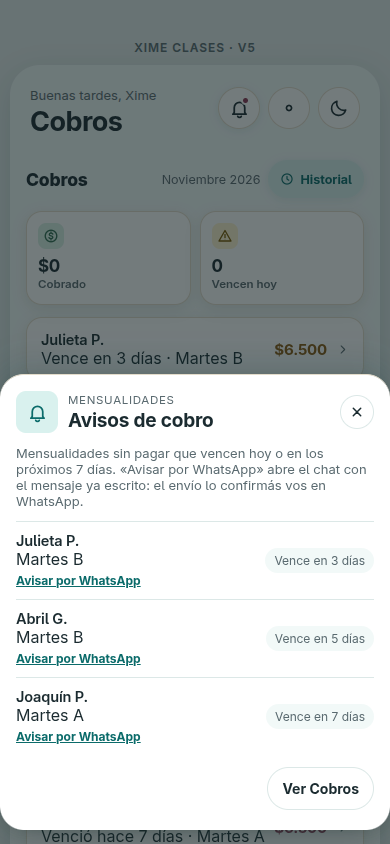 XIME CLASES · V5
Buenas tardes, Xime
Cobros
Cobros
Noviembre 2026
Historial
$0
Cobrado
0
Vencen hoy
Julieta P.
Vence en 3 días · Martes B
$6.500
MENSUALIDADES
Avisos de cobro
Mensualidades sin pagar que vencen hoy o en los
próximos 7 días. «Avisar por WhatsApp» abre el chat con
el mensaje ya escrito: el envío lo confirmás vos en
WhatsApp.
Julieta P.
Martes B
Avisar por WhatsApp
Vence en 3 días
Abril G.
Martes B
Avisar por WhatsApp
Vence en 5 días
Joaquín P.
Martes A
Avisar por WhatsApp
Vence en 7 días
Ver Cobros
Venció hace 7 días · Martes A